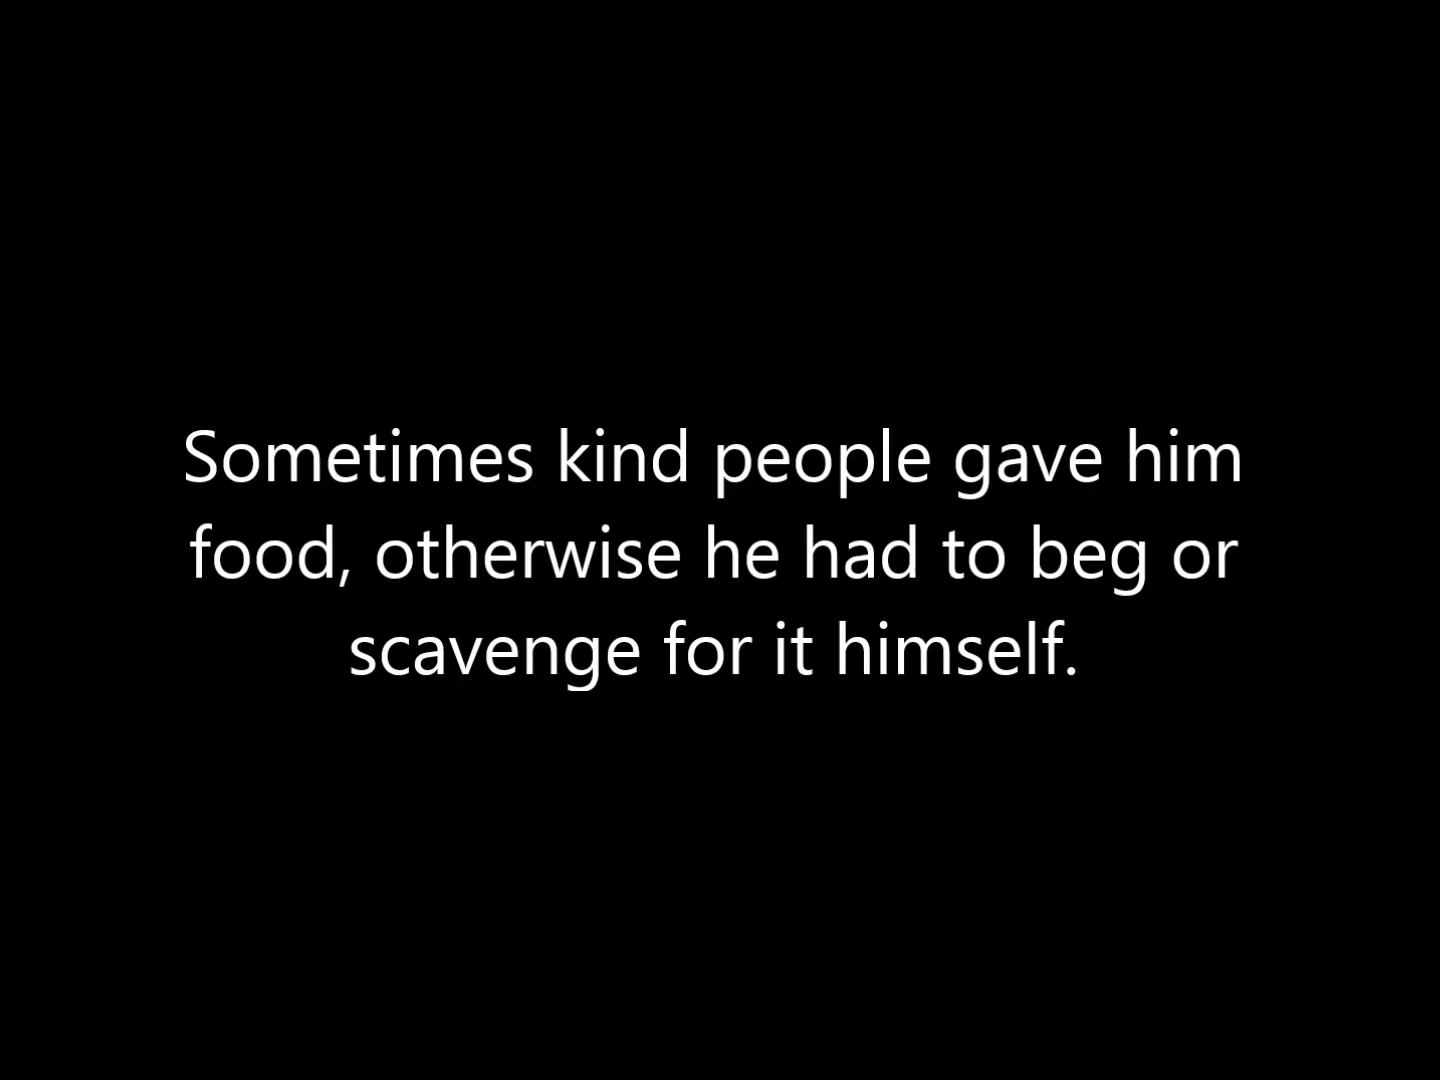 Sometimes kind people gave him
food, otherwise he had to beg or
scavenge for it himself.